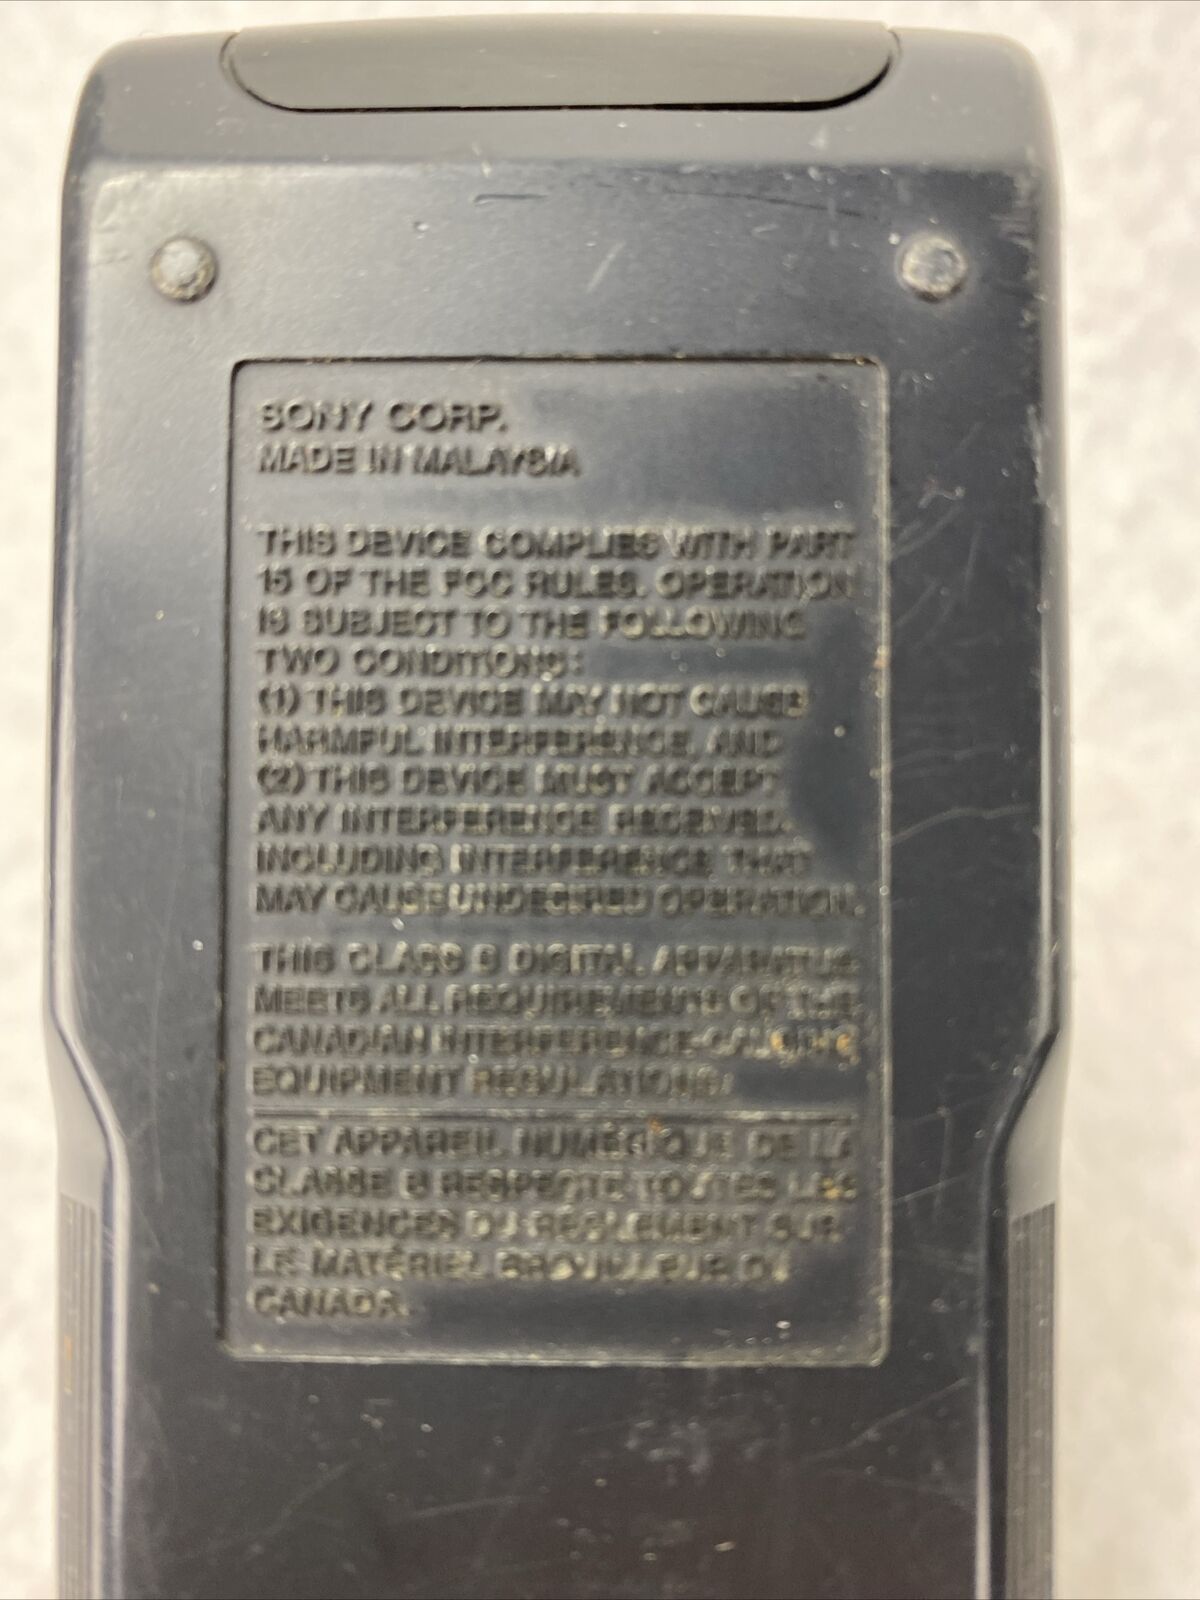 SONY CORP.
MADE IN MALAYSIA
THIS DEVICE COMPLIES WITH PART
15 OF THE FCC RULES. OPERATION
IS SUBJECT TO THE FOLLOWING
TWO CONDITIONS:
(1) THIS DEVICE MAY NOT CAUSE
HARMFUL INTERFERENCE, AND
(2) THIS DEVICE MUST ACCEPT
ANY INTERFERENCE RECEIVED,
INCLUDING INTERFERENCE THAT
MAY CAUSE UNDESIRED OPERATION.
THIS CLASS B DIGITAL APPARATUS
MEETS ALL REQUIREMENTS OF THE
CANADIAN INTERFERENCE-CAUSING
EQUIPMENT REGULATIONS.
CET APPAREIL NUMÉRIQUE DE LA
CLASSE B RESPECTE TOUTES LES
EXIGENCES DU RÈGLEMENT SUR
LE MATÉRIEL BROUILLEUR DU
CANADA.